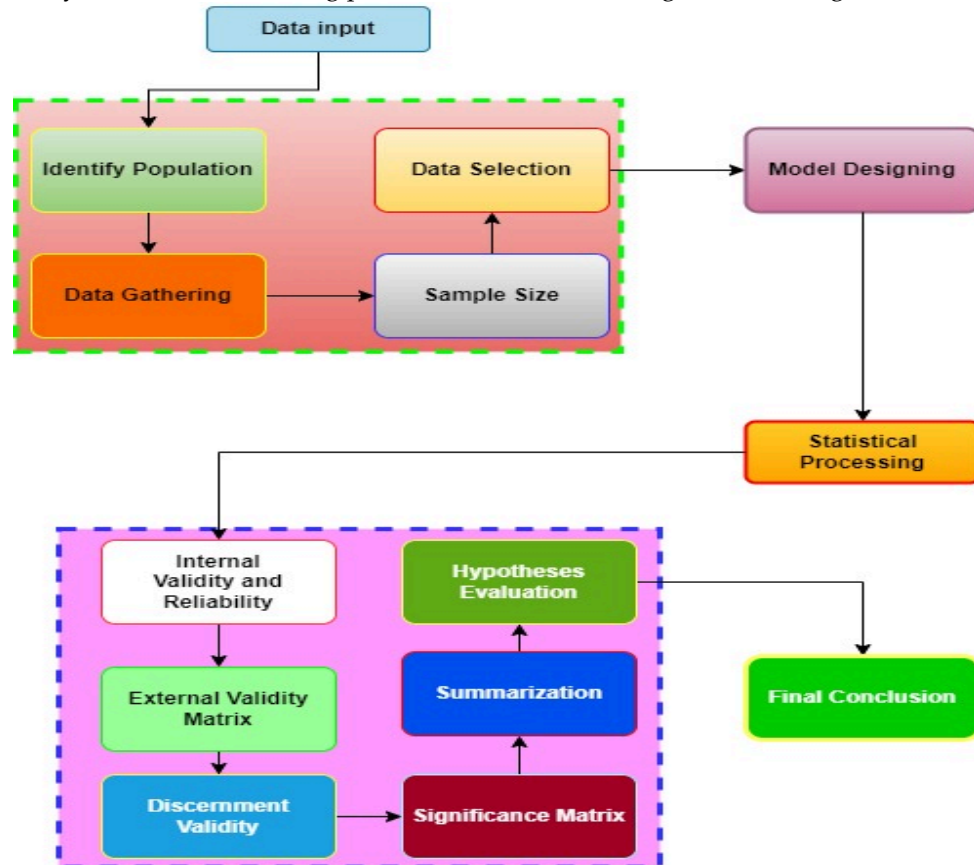 Data input
Identify Population
Data Selection
Model Designing
Data Gathering
Sample Size
Statistical
Processing
Internal
Validity and
Reliability
Hypotheses
Evaluation
External Validity
Matrix
Summarization
Final Conclusion
Discernment
Validity
Significance Matrix